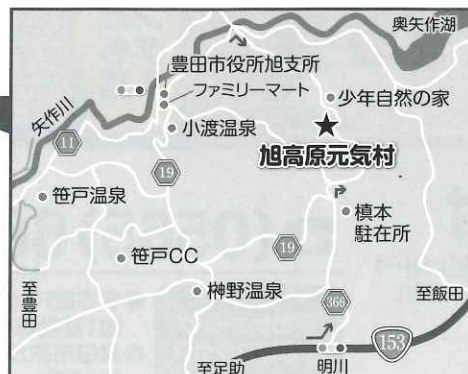 奥矢作湖
豊田市役所旭支所
ファミリーマート
少年自然の家
矢作川
小渡温泉
旭高原元気村
11
19
笹戸温泉
槙本
駐在所
笹戸CC
19
榊野温泉
至豊田
366
至飯田
153
至足助
明川